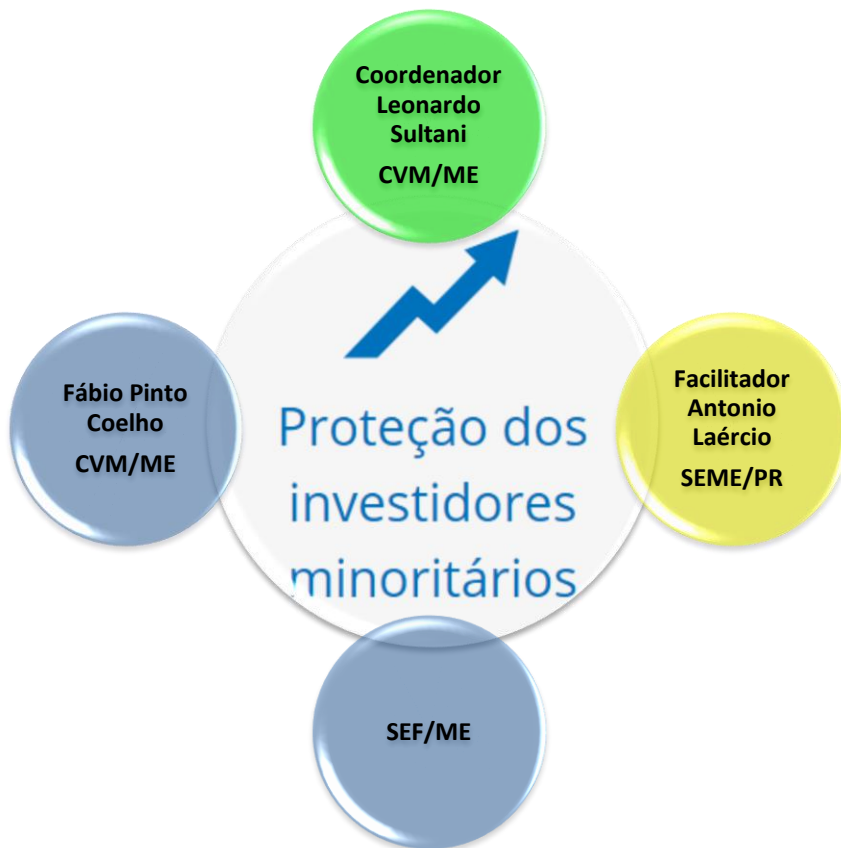 Coordenador
Leonardo
Sultani
CVM/ME
Fábio Pinto
Coelho
CVM/ME
Proteção dos
investidores
minoritários
Facilitador
Antonio
Laércio
SEME/PR
SEF/ME